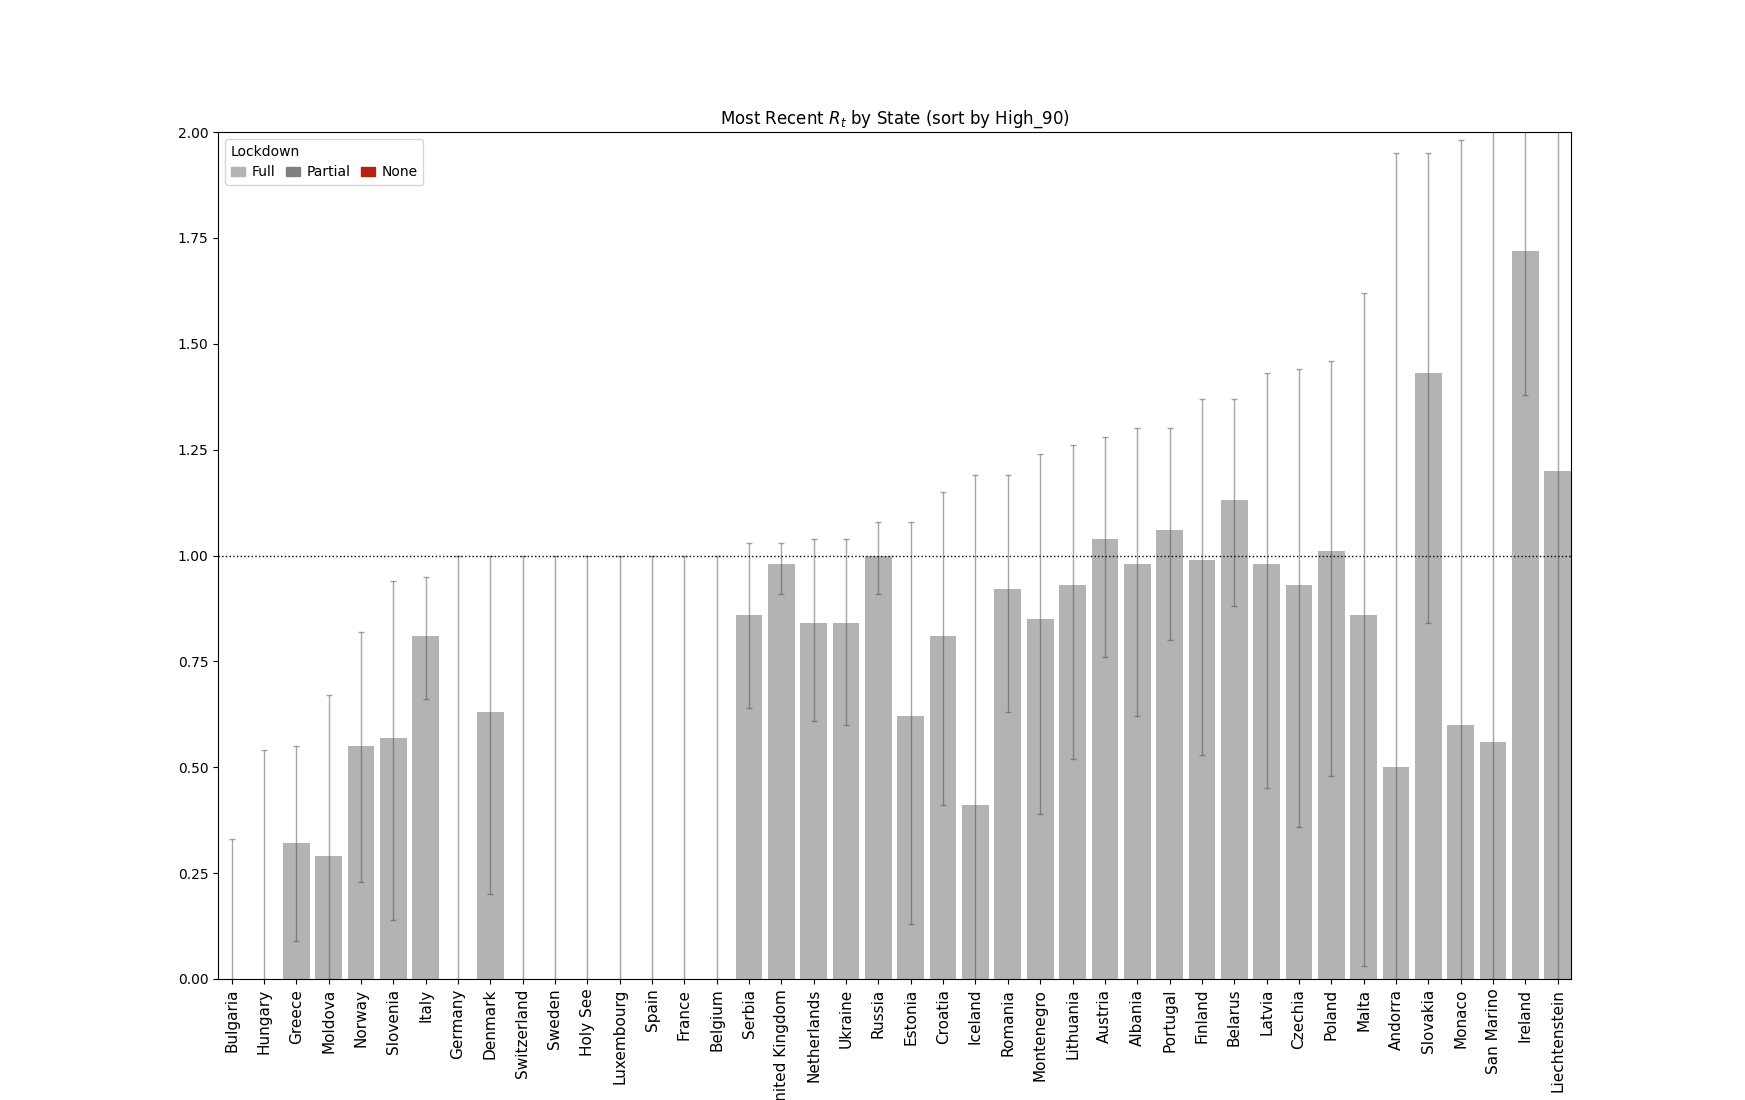 Most Recent R_t by State (sort by High_90)
Lockdown
Full Partial None
2.00
1.75
1.50
1.25
1.00
0.75
0.50
0.25
0.00
Bulgaria
Hungary
Greece
Moldova
Norway
Slovenia
Italy
Germany
Denmark
Switzerland
Sweden
Holy See
Luxembourg
Spain
France
Belgium
Serbia
nited Kingdom
Netherlands
Ukraine
Russia
Estonia
Croatia
Iceland
Romania
Montenegro
Lithuania
Austria
Albania
Portugal
Finland
Belarus
Latvia
Czechia
Poland
Malta
Andorra
Slovakia
Monaco
San Marino
Ireland
Liechtenstein